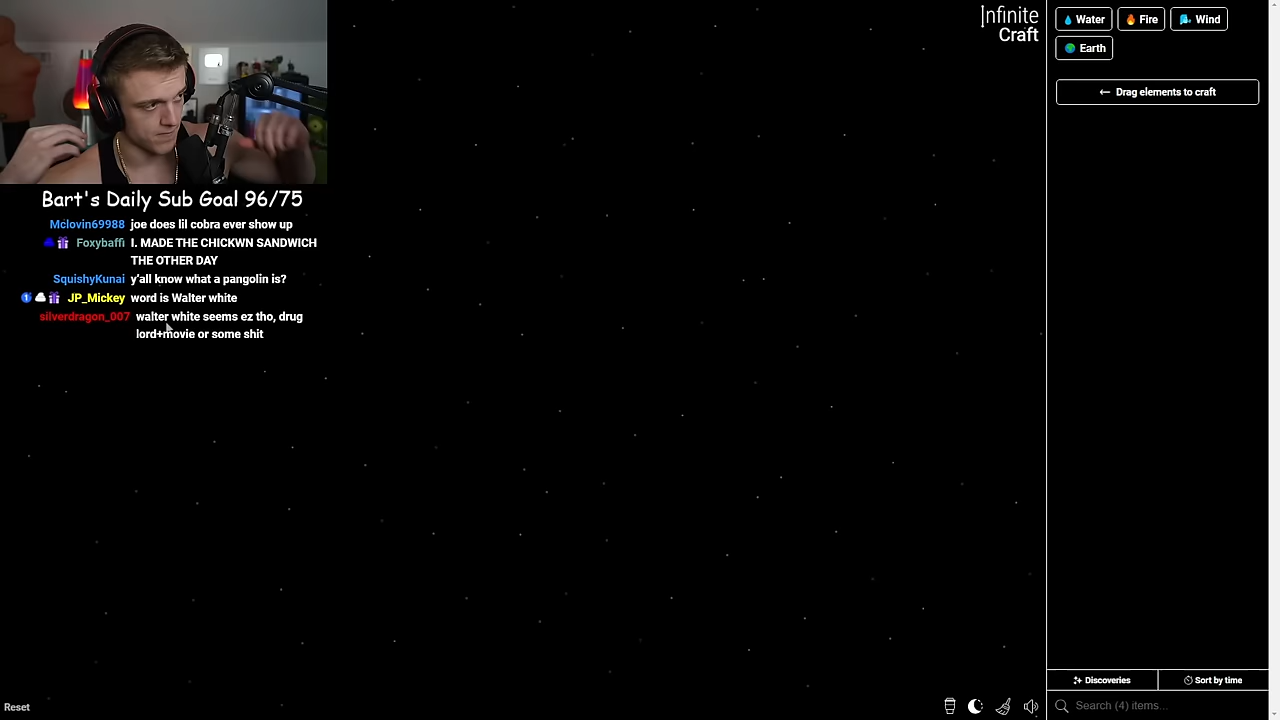 Infinite
Craft
Water
Fire
Wind
Earth
← Drag elements to craft
Bart's Daily Sub Goal 96/75
Mclovin69988 joe does lil cobra ever show up
Foxybaffi I. MADE THE CHICKWN SANDWICH
THE OTHER DAY
SquishyKunai y'all know what a pangolin is?
JP_Mickey word is Walter white
silverdragon_007 walter white seems ez tho, drug
lord+movie or some shit
Reset
Discoveries
Sort by time
Search (4) items...